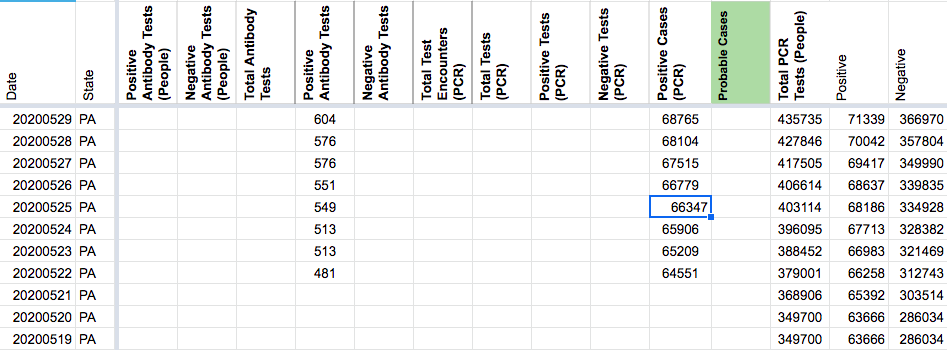 Date State Positive Antibody Tests (People) Negative Antibody Tests (People) Total Antibody Tests Positive Antibody Tests Negative Antibody Tests Total Test Encounters (PCR) Total Tests (PCR) Positive Tests (PCR) Negative Tests (PCR) Positive Cases (PCR) Probable Cases Total PCR Tests (People) Positive Negative
20200529 PA 604 68765 435735 71339 366970
20200528 PA 576 68104 427846 70042 357804
20200527 PA 576 67515 417505 69417 349990
20200526 PA 551 66779 406614 68637 339835
20200525 PA 549 66347 403114 68186 334928
20200524 PA 513 65906 396095 67713 328382
20200523 PA 513 65209 388452 66983 321469
20200522 PA 481 64551 379001 66258 312743
20200521 PA 368906 65392 303514
20200520 PA 349700 63666 286034
20200519 PA 349700 63666 286034